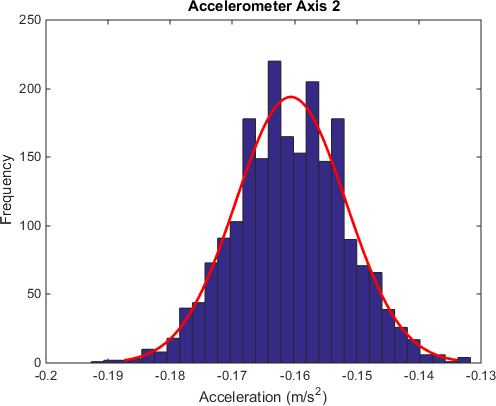 Accelerometer Axis 2
250
200
150
100
50
0
Frequency
-0.2 -0.19 -0.18 -0.17 -0.16 -0.15 -0.14 -0.13
Acceleration (m/s²)